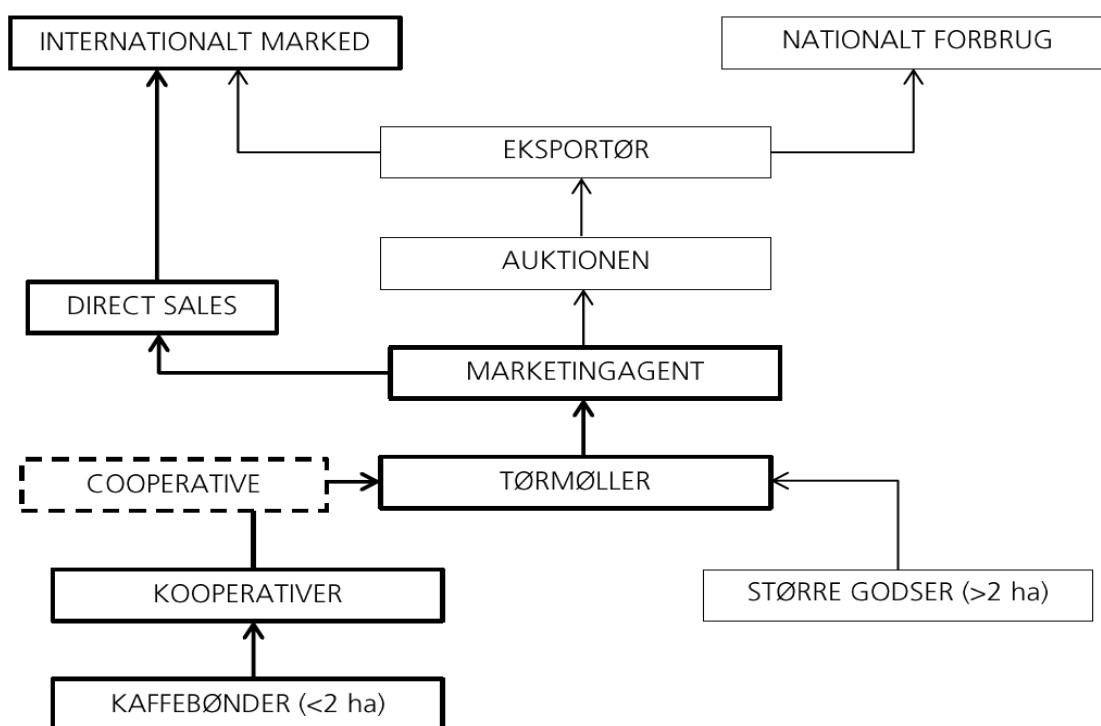 INTERNATIONALT MARKED
NATIONALT FORBRUG
EKSPORTØR
AUKTIONEN
DIRECT SALES
MARKETINGAGENT
COOPERATIVE
TØRMØLLER
KOOPERATIVER
STØRRE GODSER (>2 ha)
KAFFEBØNDER (<2 ha)